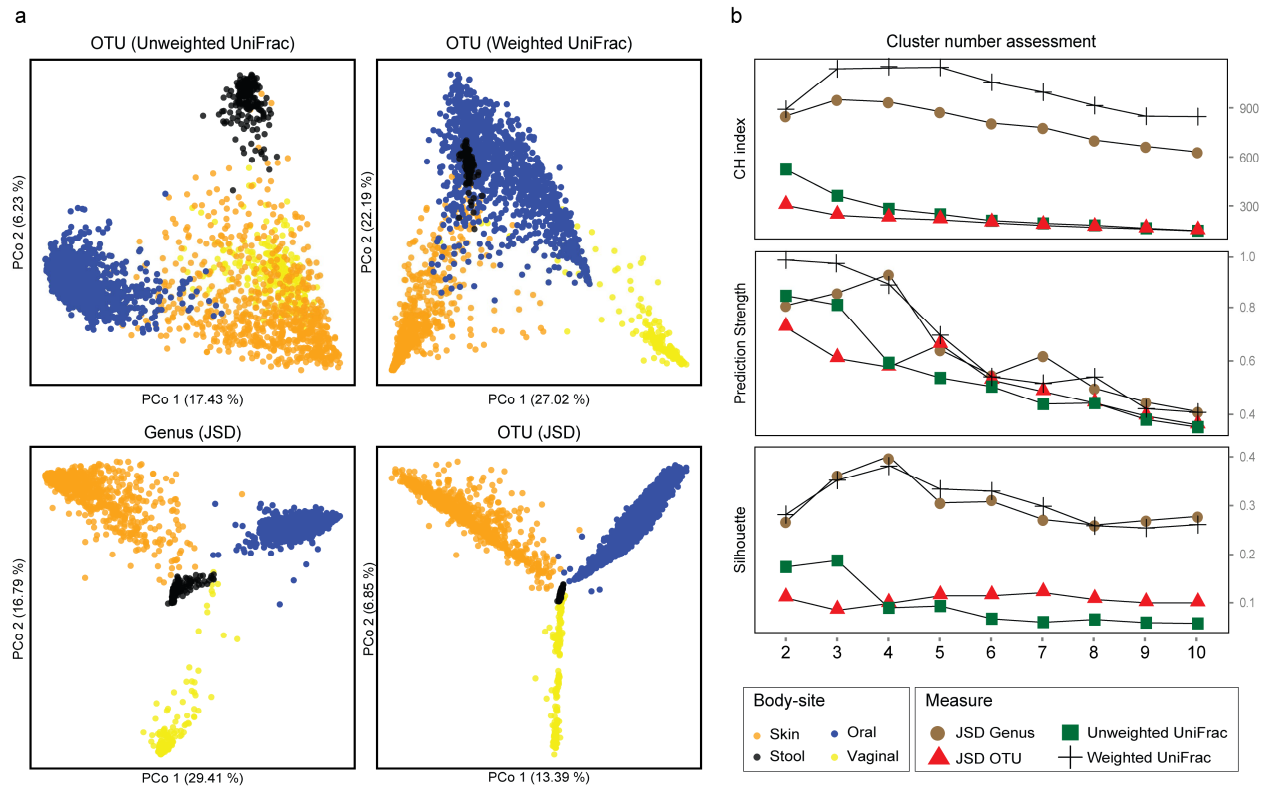 a
OTU (Unweighted UniFrac)
PCo 2 (6.23 %)
PCo 1 (17.43 %)
OTU (Weighted UniFrac)
PCo 2 (22.19 %)
PCo 1 (27.02 %)
Genus (JSD)
PCo 2 (16.79 %)
PCo 1 (29.41 %)
OTU (JSD)
PCo 2 (6.85 %)
PCo 1 (13.39 %)
b
Cluster number assessment
CH index
900
600
300
Prediction Strength
1.0
0.8
0.6
0.4
Silhouette
0.4
0.3
0.2
0.1
2 3 4 5 6 7 8 9 10
Body-site
Skin Oral
Stool Vaginal
Measure
JSD Genus Unweighted UniFrac
JSD OTU Weighted UniFrac